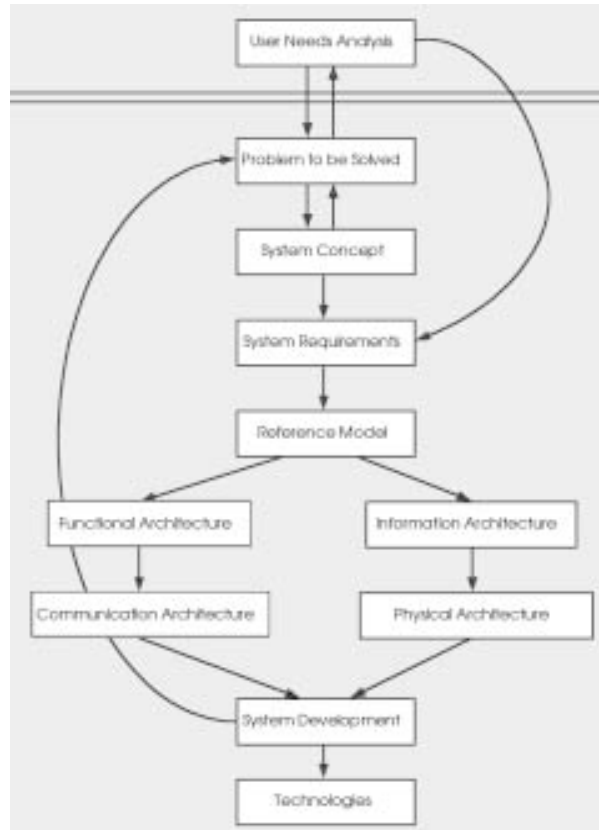 User Needs Analysis
Problem to be Solved
System Concept
System Requirements
Reference Model
Functional Architecture
Information Architecture
Communication Architecture
Physical Architecture
System Development
Technologies